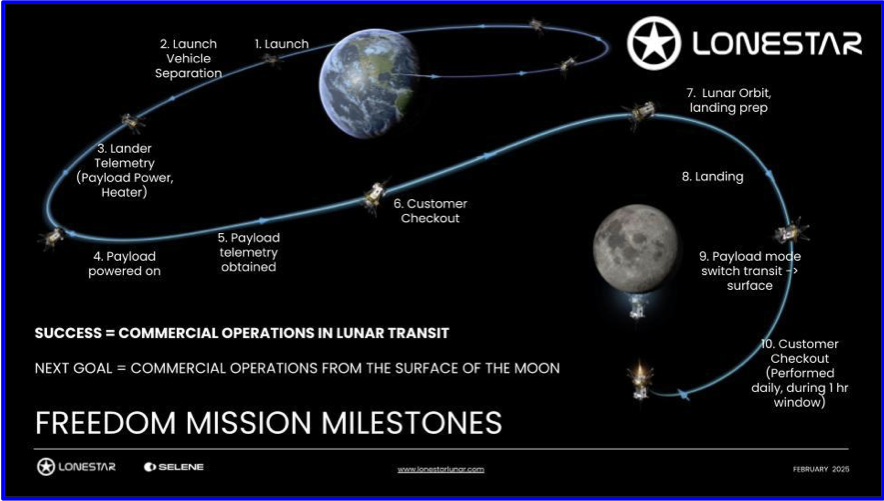 LONESTAR
2. Launch
Vehicle
Separation
1. Launch
3. Lander
Telemetry
(Payload Power,
Heater)
4. Payload
powered on
5. Payload
telemetry
obtained
6. Customer
Checkout
7. Lunar Orbit,
landing prep
8. Landing
9. Payload mode
switch transit ->
surface
10. Customer
Checkout
(Performed
daily, during 1 hr
window)
SUCCESS = COMMERCIAL OPERATIONS IN LUNAR TRANSIT
NEXT GOAL = COMMERCIAL OPERATIONS FROM THE SURFACE OF THE MOON
FREEDOM MISSION MILESTONES
LONESTAR
SELENE
www.lonestarlunar.com
FEBRUARY 2025